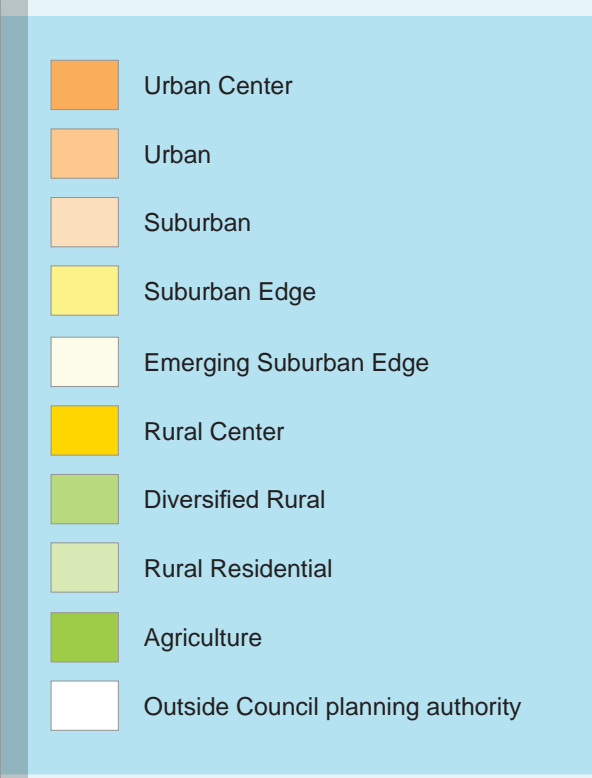 Urban Center
Urban
Suburban
Suburban Edge
Emerging Suburban Edge
Rural Center
Diversified Rural
Rural Residential
Agriculture
Outside Council planning authority